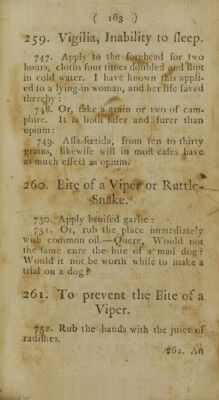 ( 163 )
259. Vigilia, Inability to sleep.
747. Apply to the forehead for two
hours, cloths four times doubled and dipt
in cold water. I have known this appli-
ed to a lying-in woman, and her life saved
thereby :
748. Or, take a grain or two of cam-
phire. It is both safer and surer than
opium :
749. Assa-fœtida, from ten to thirty
grains, likewise will in most cases have
as much effect as opium.
260. Bite of a Viper or Rattle-
Snake.
750. Apply bruised garlic :
751. Or, rub the place immediately
with common oil.—Quere, Would not
the same cure the bite of a mad dog?
Would it not be worth while to make a
trial on a dog?
261. To prevent the Bite of a
Viper.
752. Rub the hands with the juice of
radishes.
262. An